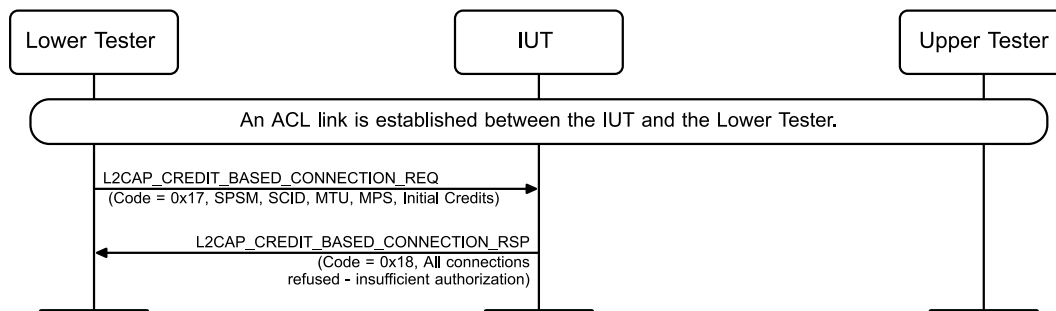 Lower Tester
IUT
Upper Tester
An ACL link is established between the IUT and the Lower Tester.
L2CAP_CREDIT_BASED_CONNECTION_REQ
(Code = 0x17, SPSM, SCID, MTU, MPS, Initial Credits)
L2CAP_CREDIT_BASED_CONNECTION_RSP
(Code = 0x18, All connections
refused - insufficient authorization)